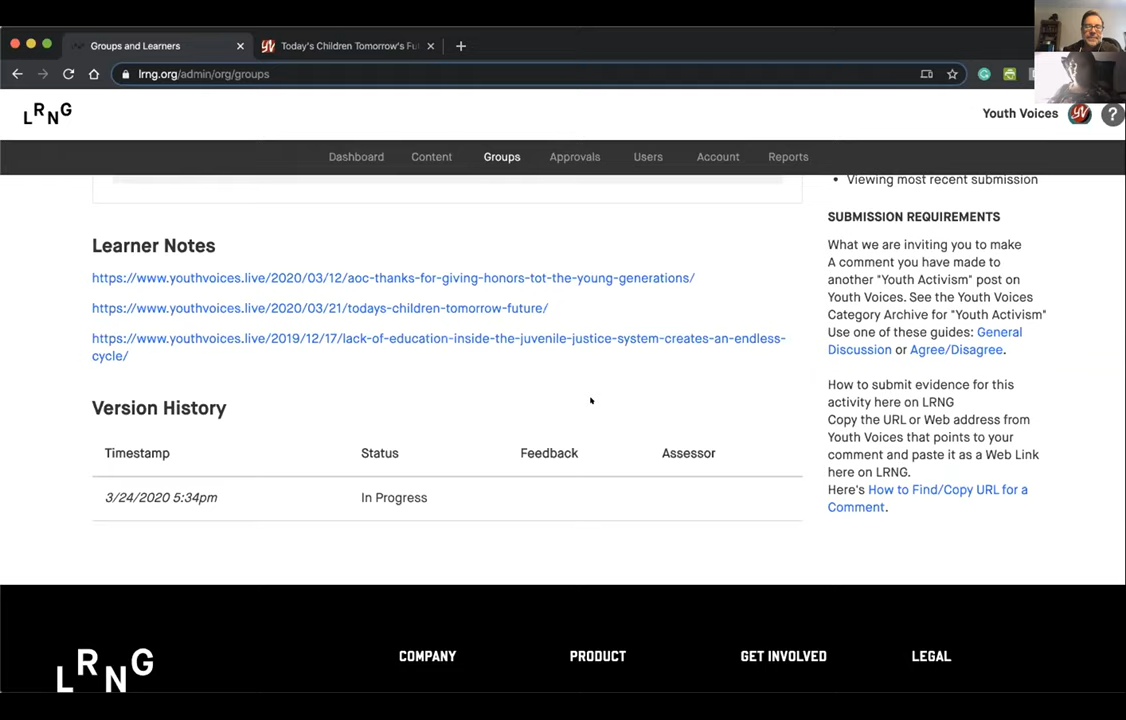 Groups and Learners
Today's Children Tomorrow's Fu
lrng.org/admin/org/groups
LRNG
Youth Voices
YV
?
Dashboard
Content
Groups
Approvals
Users
Account
Reports
Learner Notes
https://www.youthvoices.live/2020/03/12/aoc-thanks-for-giving-honors-tot-the-young-generations/
https://www.youthvoices.live/2020/03/21/todays-children-tomorrow-future/
https://www.youthvoices.live/2019/12/17/lack-of-education-inside-the-juvenile-justice-system-creates-an-endless-
cycle/
Version History
Timestamp Status Feedback Assessor
3/24/2020 5:34pm In Progress
• Viewing most recent submission
SUBMISSION REQUIREMENTS
What we are inviting you to make
A comment you have made to
another "Youth Activism" post on
Youth Voices. See the Youth Voices
Category Archive for "Youth Activism"
Use one of these guides: General
Discussion or Agree/Disagree.
How to submit evidence for this
activity here on LRNG
Copy the URL or Web address from
Youth Voices that points to your
comment and paste it as a Web Link
here on LRNG.
Here's How to Find/Copy URL for a
Comment.
LRNG
COMPANY
PRODUCT
GET INVOLVED
LEGAL